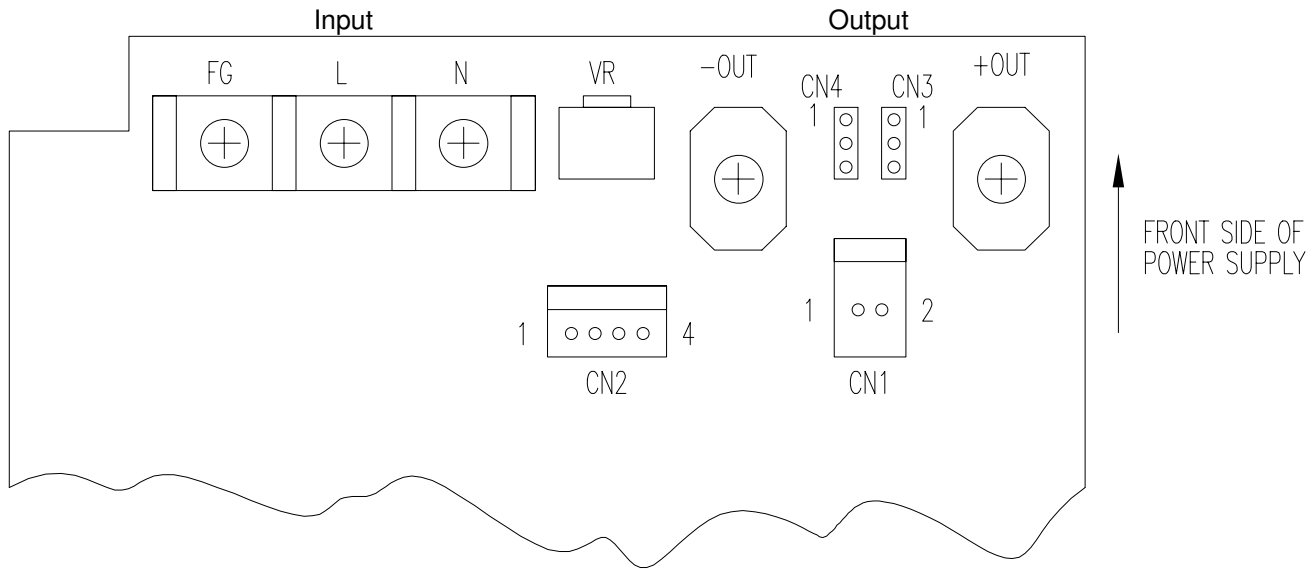 Input Output
FG L N VR -OUT CN4 CN3 +OUT
1 1
FRONT SIDE OF
POWER SUPPLY
1 4 1 2
CN2 CN1